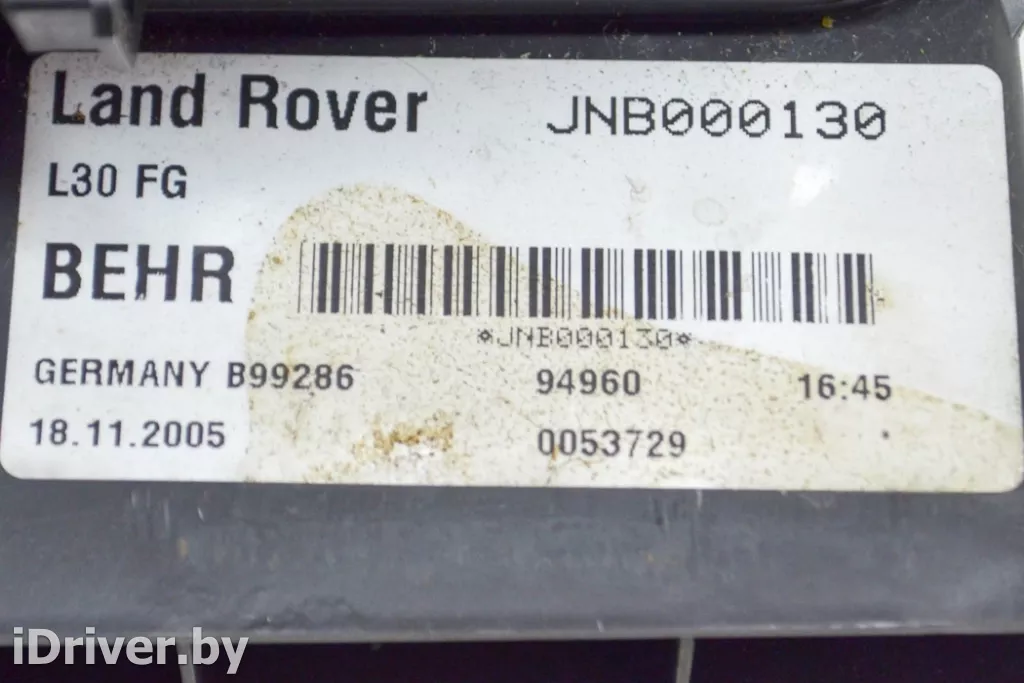 Land Rover JNB000130
L30 FG
BEHR
*JNB000130*
GERMANY B99286 94960 16:45
18.11.2005 0053729
iDriver.by